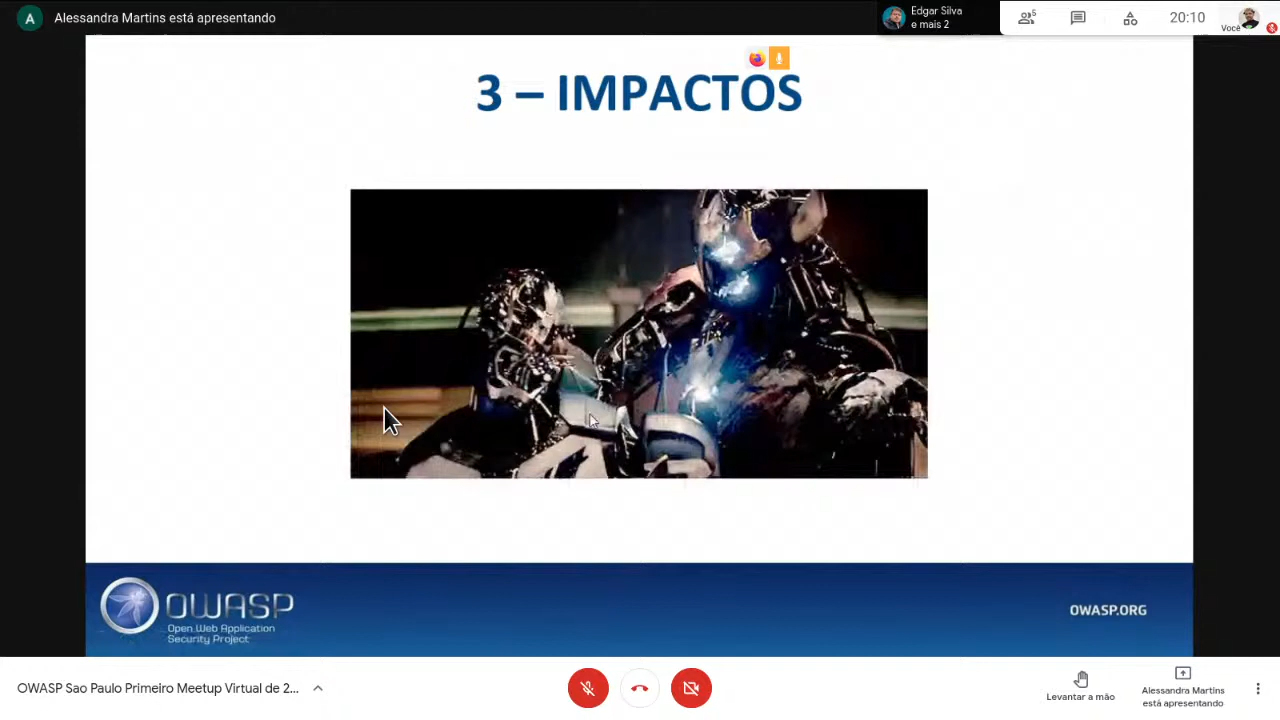 A
Alessandra Martins está apresentando
Edgar Silva
e mais 2
6
20:10
Você
3 – IMPACTOS
OWASP
Open Web Application
Security Project
OWASP.ORG
OWASP Sao Paulo Primeiro Meetup Virtual de 2...
Levantar a mão
Alessandra Martins
está apresentando